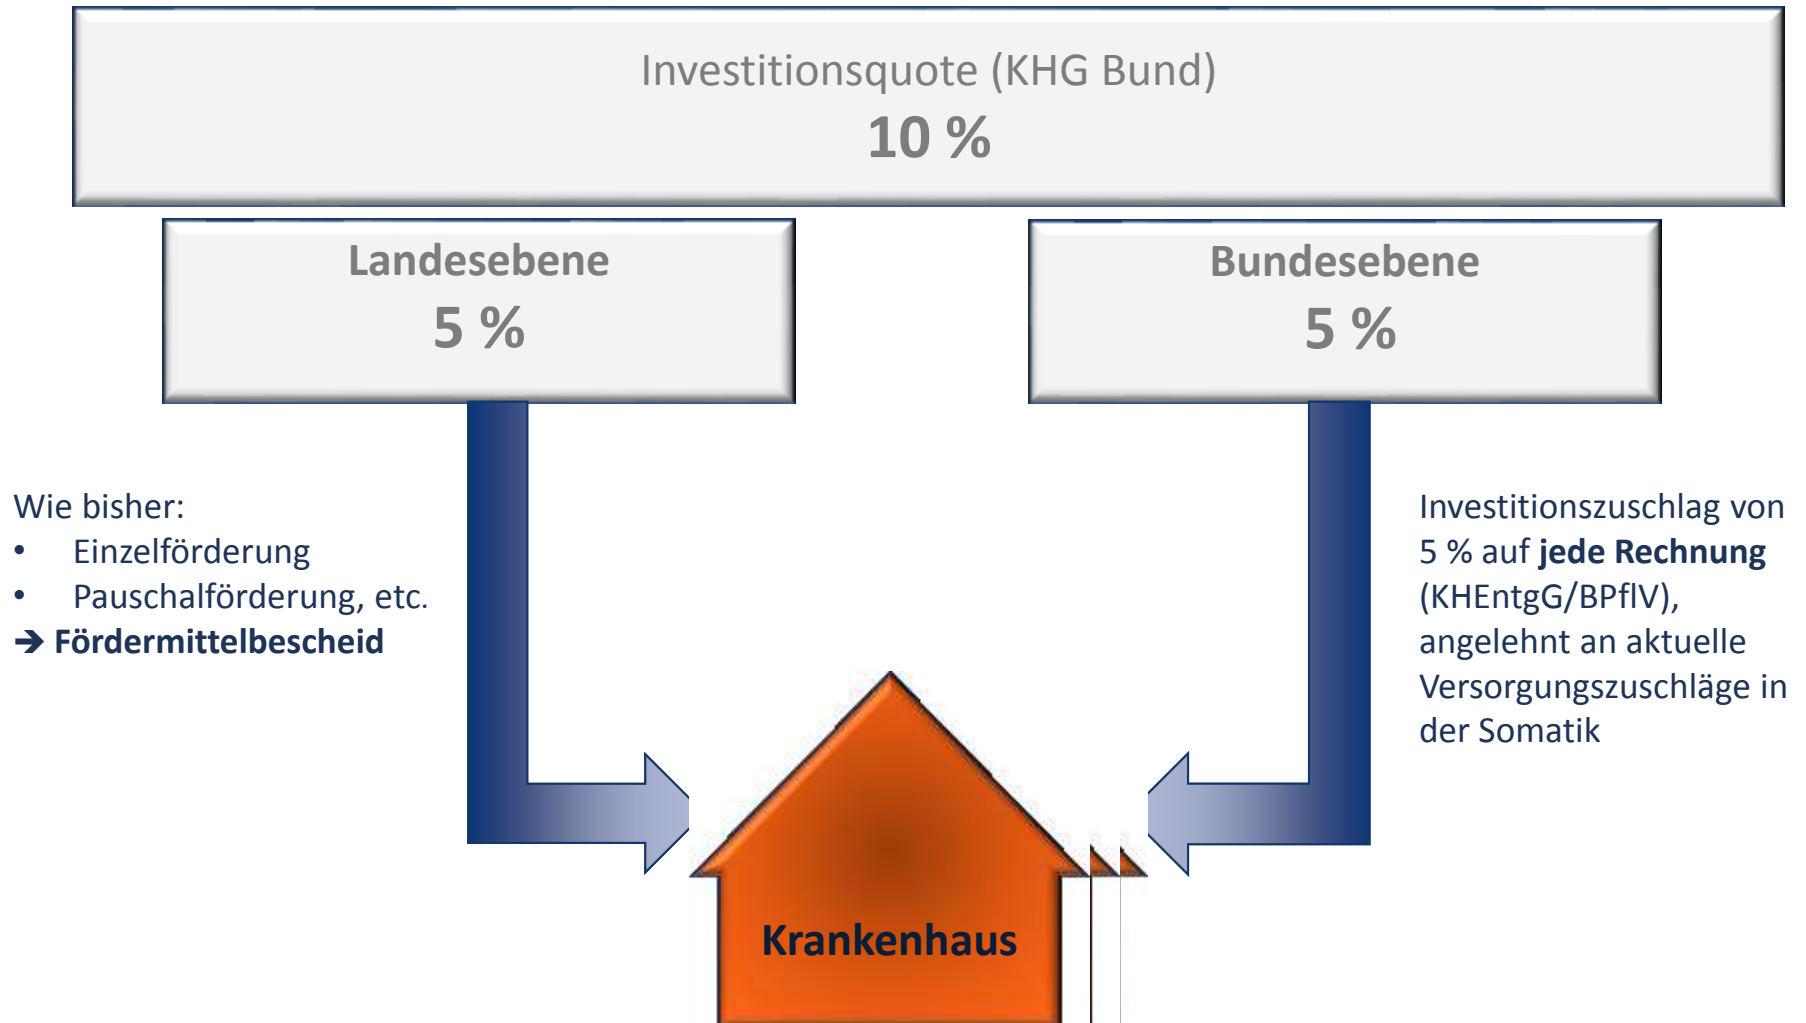 Investitionsquote (KHG Bund)
10 %
Landesebene
5 %
Bundesebene
5 %
Wie bisher:
• Einzelförderung
• Pauschalförderung, etc.
➔ Fördermittelbescheid
Investitionszuschlag von
5 % auf jede Rechnung
(KHEntgG/BPflV),
angelehnt an aktuelle
Versorgungszuschläge in
der Somatik
Krankenhaus